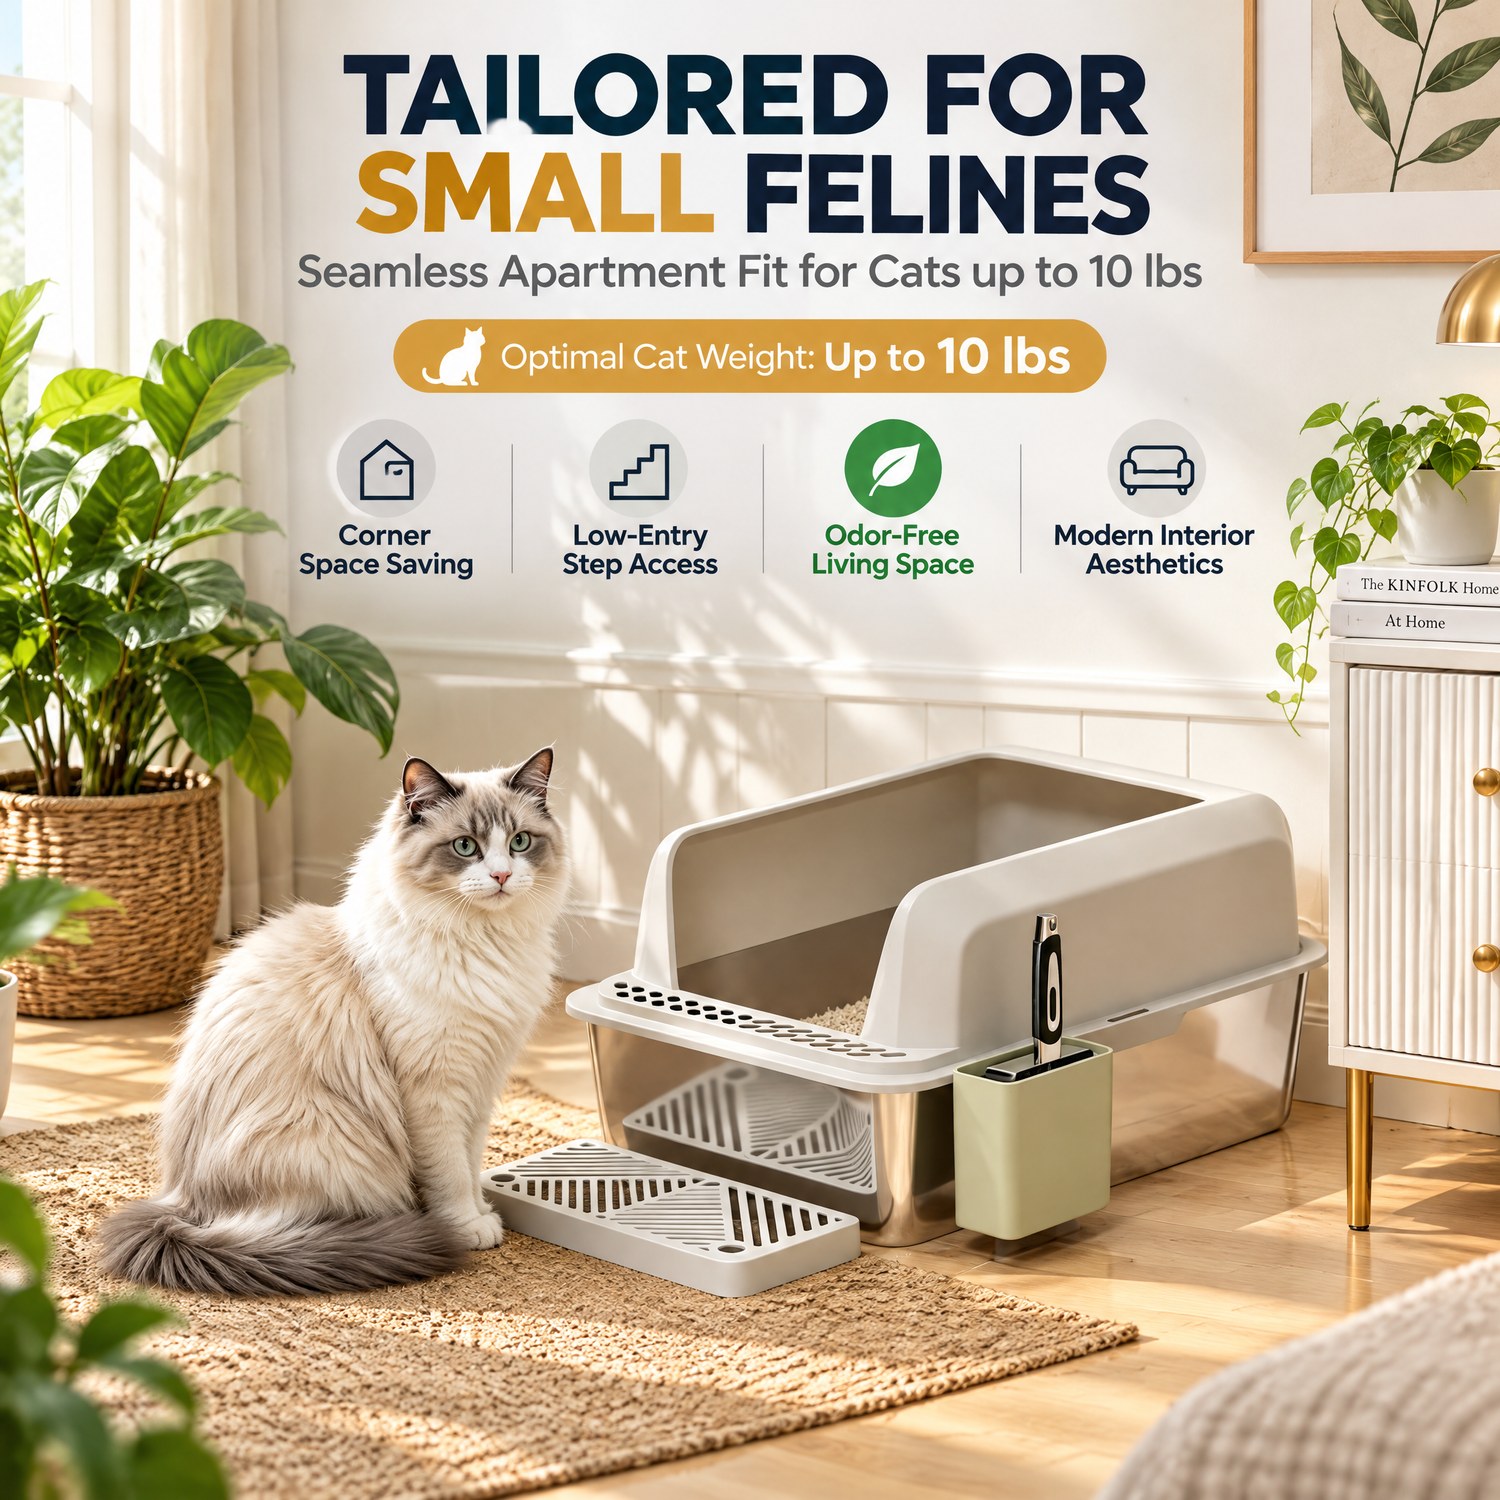 TAILORED FOR
SMALL FELINES
Seamless Apartment Fit for Cats up to 10 lbs
Optimal Cat Weight: Up to 10 lbs
Corner
Space Saving
Low-Entry
Step Access
Odor-Free
Living Space
Modern Interior
Aesthetics
The KINFOLK Home
At Home